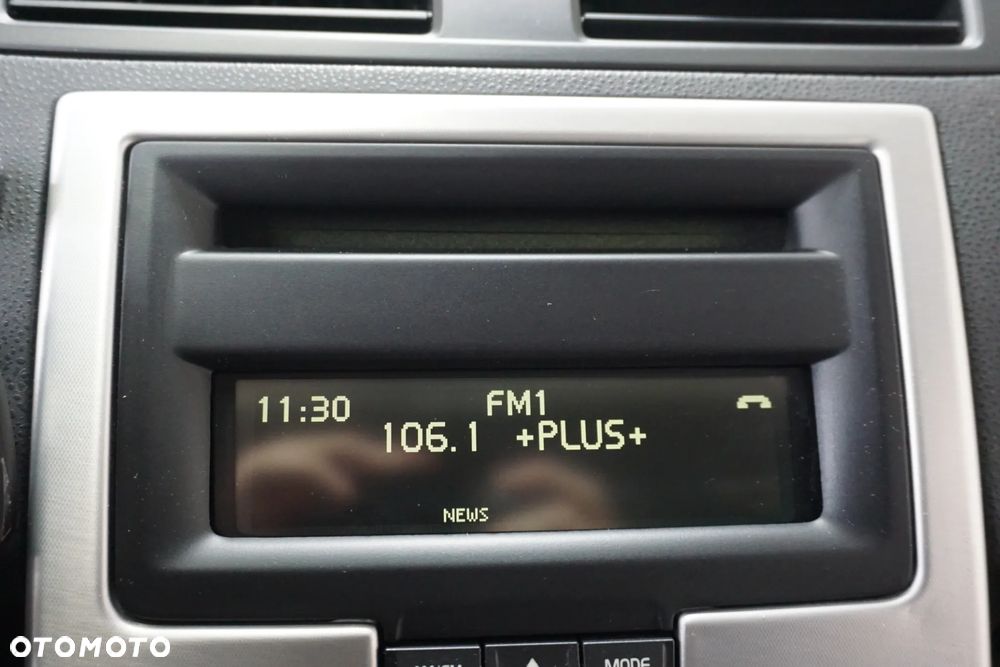 11:30 FM1
106.1 +PLUS+
NEWS
MODE
OTOMOTO